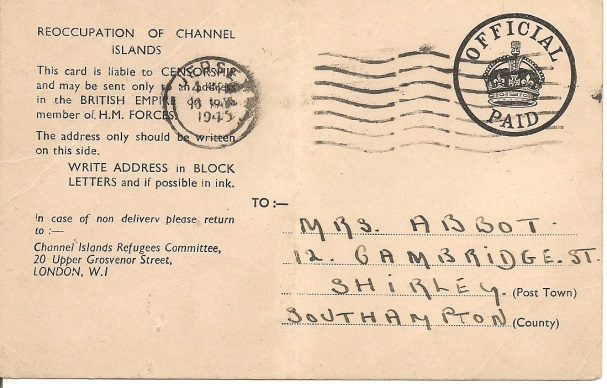 REOCCUPATION OF CHANNEL
ISLANDS
This card is liable to CENSORSHIP
and may be sent only to an address
in the BRITISH EMPIRE or to a
member of H.M. FORCES.
The address only should be written
on this side.
WRITE ADDRESS in BLOCK
LETTERS and if possible in ink.
In case of non delivery please return
to :—
Channel Islands Refugees Committee,
20 Upper Grosvenor Street,
LONDON, W.I
JERSEY
1945
OFFICIAL
PAID
TO :—
MRS. ABBOT.
12. CAMBRIDGE. ST.
SHIRLEY. (Post Town)
SOUTHAMPTON (County)